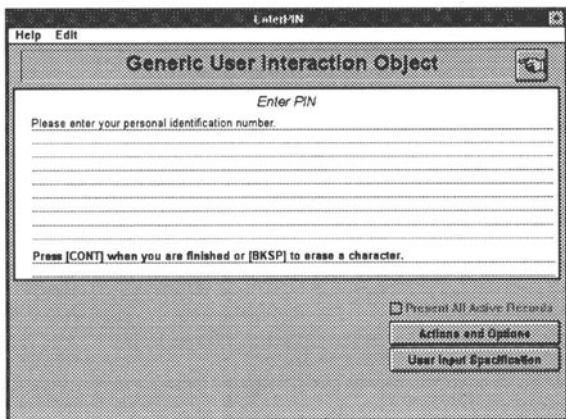 EnterPIN
Help Edit
Generic User Interaction Object
Enter PIN
Please enter your personal identification number.
Press [CONT] when you are finished or [BKSP] to erase a character.
Present All Active Records
Actions and Options
User Input Specification